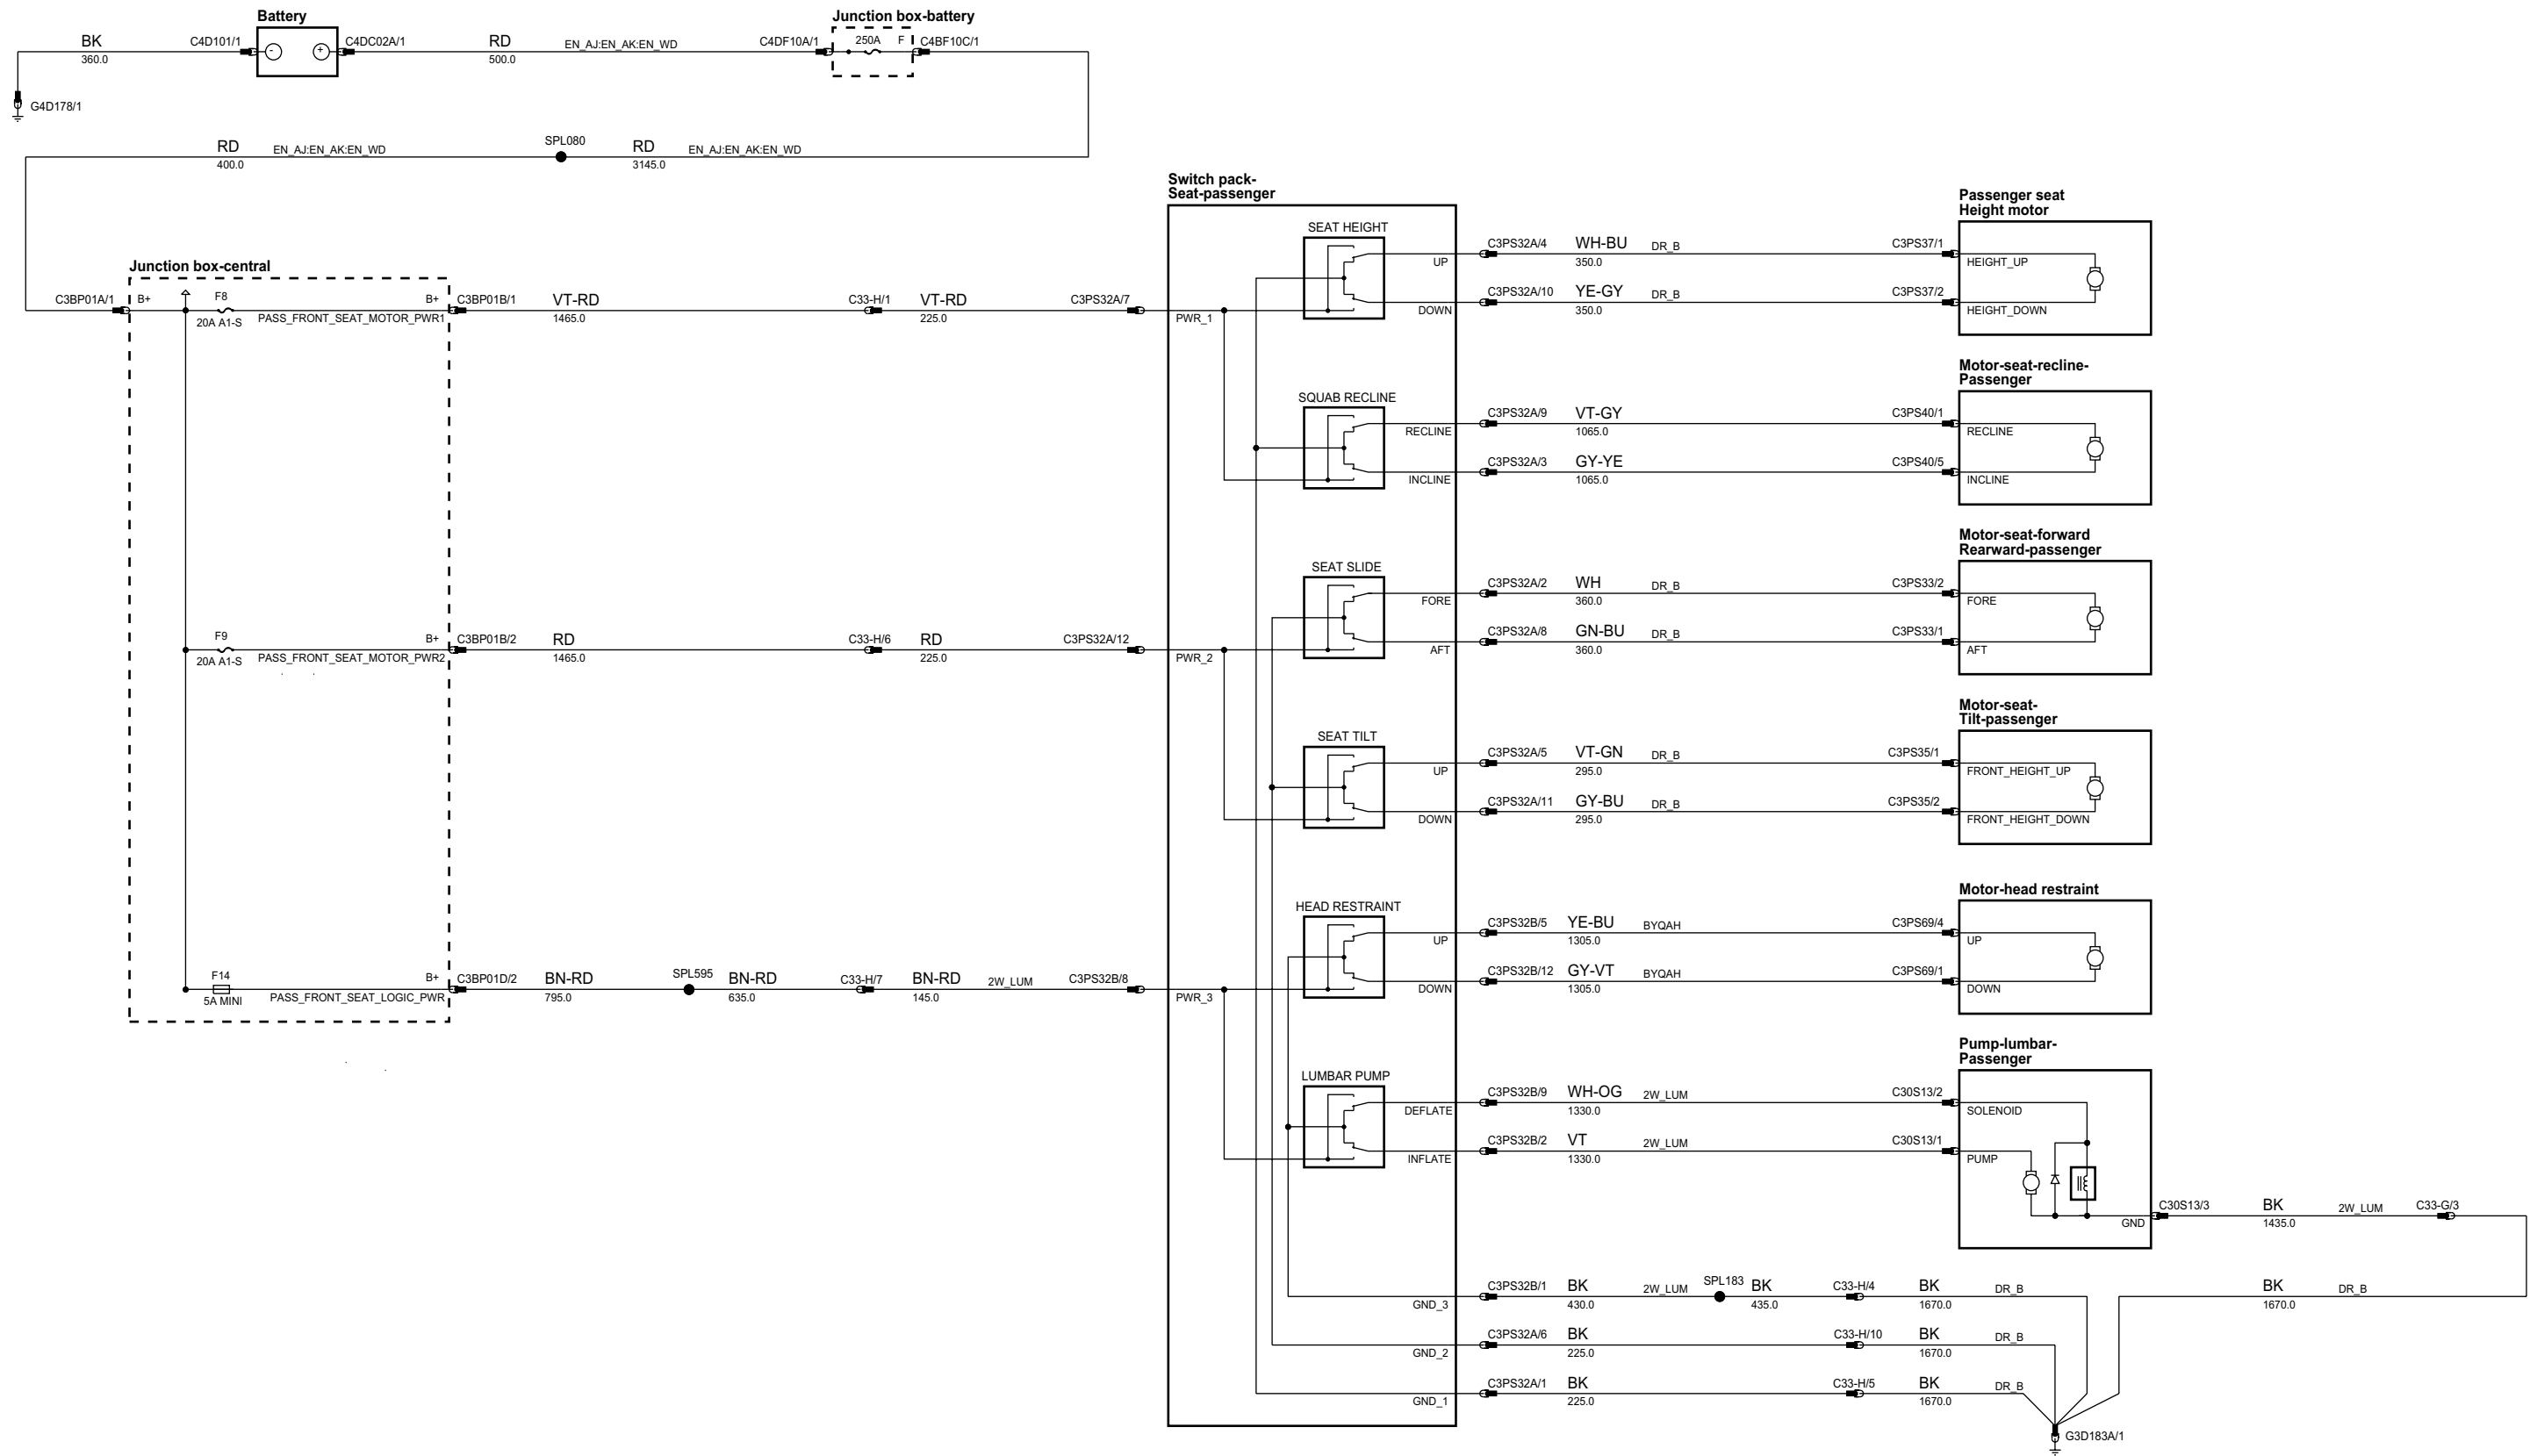 Battery
Junction box-battery
BK
360.0
C4D101/1
-
+
C4DC02A/1
RD
500.0
EN_AJ:EN_AK:EN_WD
C4DF10A/1
250A
F
C4BF10C/1
G4D178/1
RD
400.0
EN_AJ:EN_AK:EN_WD
SPL080
RD
3145.0
EN_AJ:EN_AK:EN_WD
Switch pack-
Seat-passenger
Passenger seat
Height motor
SEAT HEIGHT
UP
C3PS32A/4
WH-BU
350.0
DR_B
C3PS37/1
HEIGHT_UP
Junction box-central
C3BP01A/1
B+
F8
20A A1-S
B+
PASS_FRONT_SEAT_MOTOR_PWR1
C3BP01B/1
VT-RD
1465.0
C33-H/1
VT-RD
225.0
C3PS32A/7
PWR_1
DOWN
C3PS32A/10
YE-GY
350.0
DR_B
C3PS37/2
HEIGHT_DOWN
Motor-seat-recline-
Passenger
SQUAB RECLINE
RECLINE
C3PS32A/9
VT-GY
1065.0
C3PS40/1
RECLINE
INCLINE
C3PS32A/3
GY-YE
1065.0
C3PS40/5
INCLINE
Motor-seat-forward
Rearward-passenger
SEAT SLIDE
FORE
C3PS32A/2
WH
360.0
DR_B
C3PS33/2
FORE
F9
20A A1-S
B+
PASS_FRONT_SEAT_MOTOR_PWR2
C3BP01B/2
RD
1465.0
C33-H/6
RD
225.0
C3PS32A/12
PWR_2
AFT
C3PS32A/8
GN-BU
360.0
DR_B
C3PS33/1
AFT
Motor-seat-
Tilt-passenger
SEAT TILT
UP
C3PS32A/5
VT-GN
295.0
DR_B
C3PS35/1
FRONT_HEIGHT_UP
DOWN
C3PS32A/11
GY-BU
295.0
DR_B
C3PS35/2
FRONT_HEIGHT_DOWN
Motor-head restraint
HEAD RESTRAINT
UP
C3PS32B/5
YE-BU
1305.0
BYQAH
C3PS69/4
UP
F14
5A MINI
B+
PASS_FRONT_SEAT_LOGIC_PWR
C3BP01D/2
BN-RD
795.0
SPL595
BN-RD
635.0
C33-H/7
BN-RD
145.0
2W_LUM
C3PS32B/8
PWR_3
DOWN
C3PS32B/12
GY-VT
1305.0
BYQAH
C3PS69/1
DOWN
Pump-lumbar-
Passenger
LUMBAR PUMP
DEFLATE
C3PS32B/9
WH-OG
1330.0
2W_LUM
C30S13/2
SOLENOID
INFLATE
C3PS32B/2
VT
1330.0
2W_LUM
C30S13/1
PUMP
GND
C30S13/3
BK
1435.0
2W_LUM
C33-G/3
GND_3
C3PS32B/1
BK
430.0
2W_LUM
SPL183
BK
435.0
C33-H/4
BK
1670.0
DR_B
BK
1670.0
DR_B
GND_2
C3PS32A/6
BK
225.0
C33-H/10
BK
1670.0
DR_B
GND_1
C3PS32A/1
BK
225.0
C33-H/5
BK
1670.0
DR_B
G3D183A/1